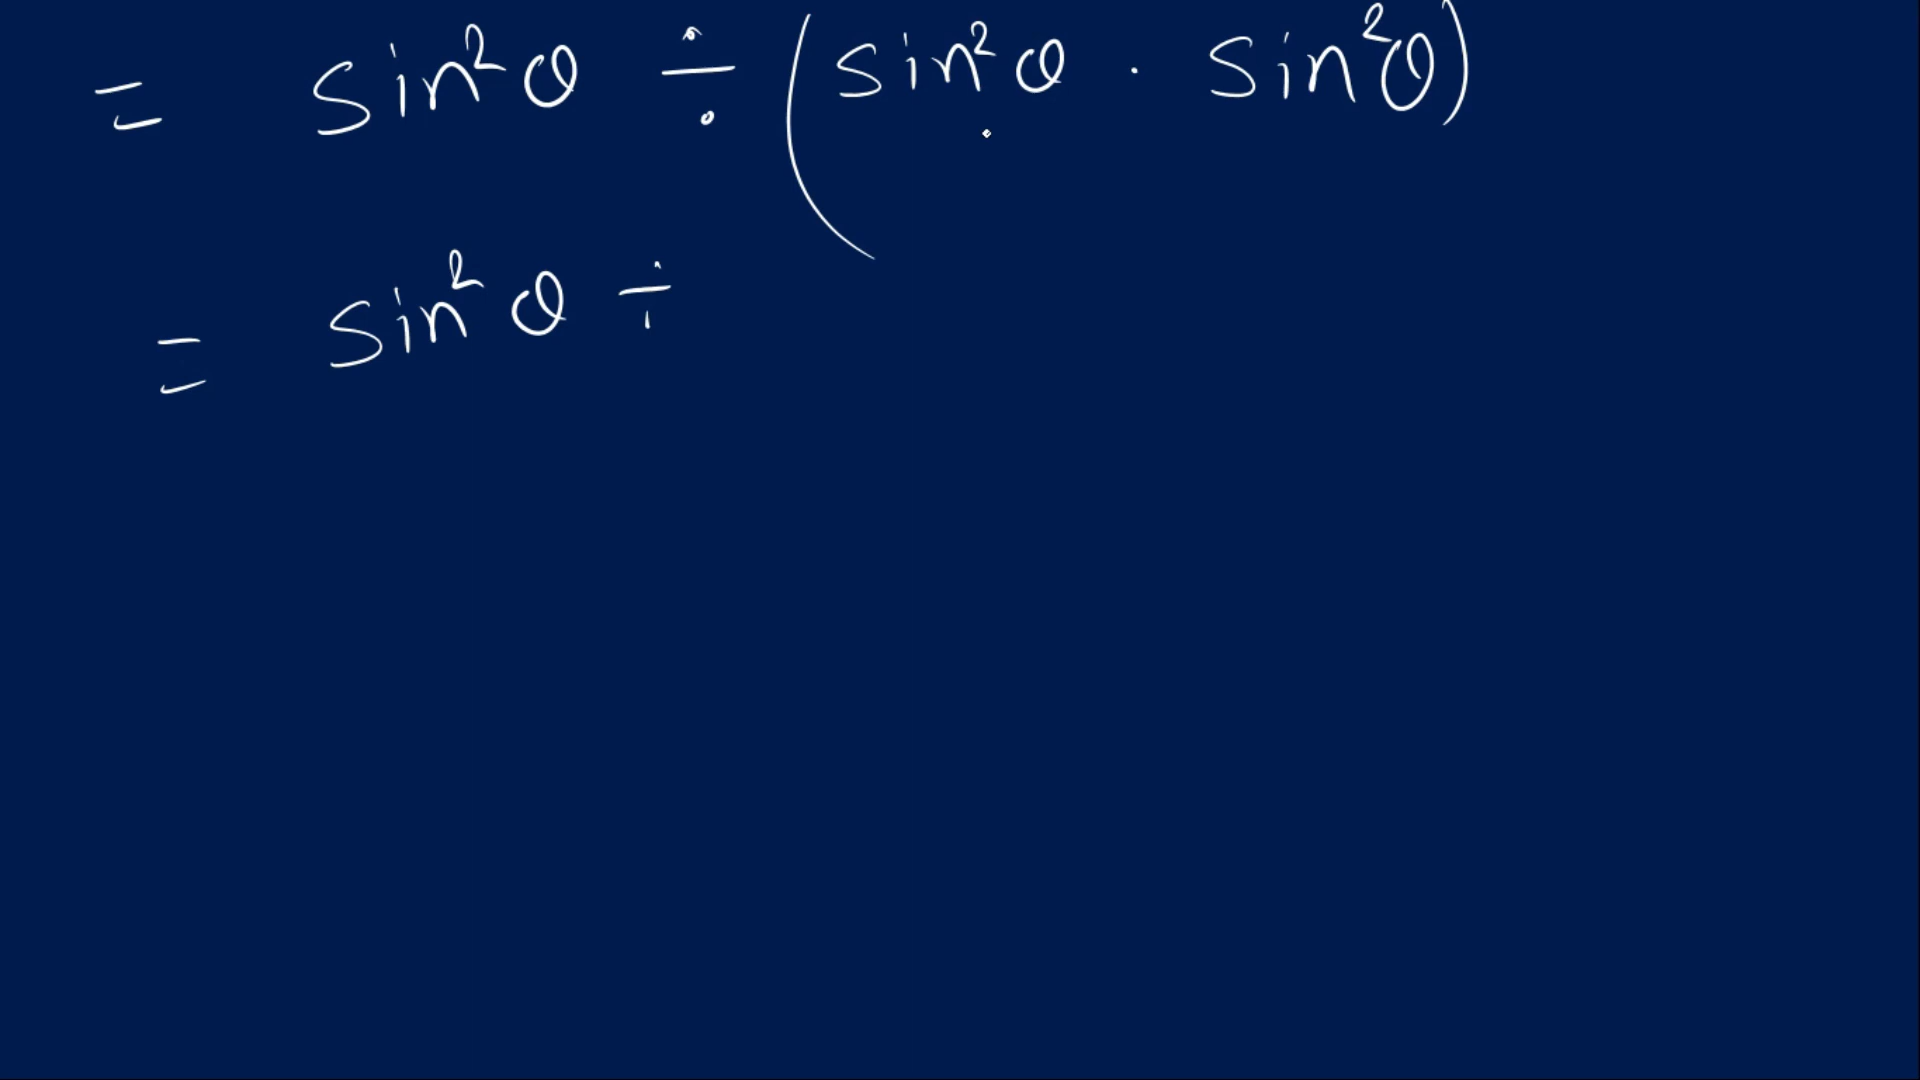 = sin²θ ÷ (sin²θ · sin²θ)
= sin²θ ÷